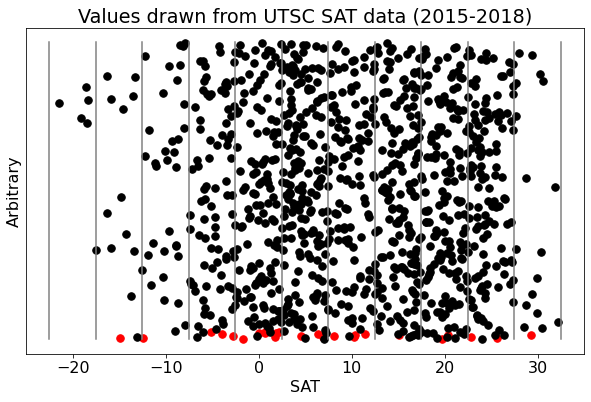 Values drawn from UTSC SAT data (2015-2018)
Arbitrary
−20 −10 0 10 20 30
SAT